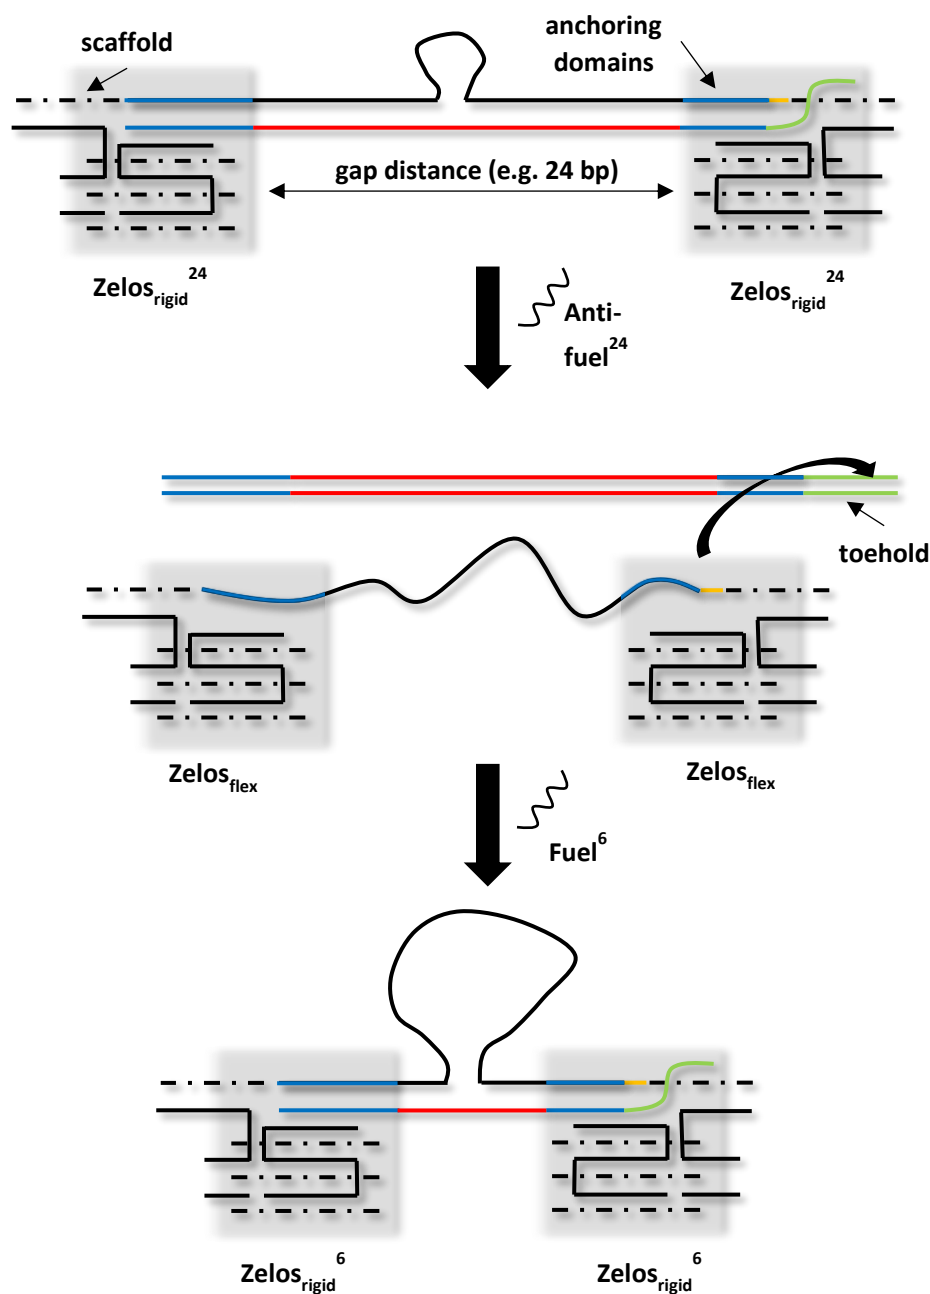 scaffold
anchoring
domains
gap distance (e.g. 24 bp)
Zelosrigid24
Zelosrigid24
Anti-
fuel24
toehold
Zelosflex
Zelosflex
Fuel6
Zelosrigid6
Zelosrigid6